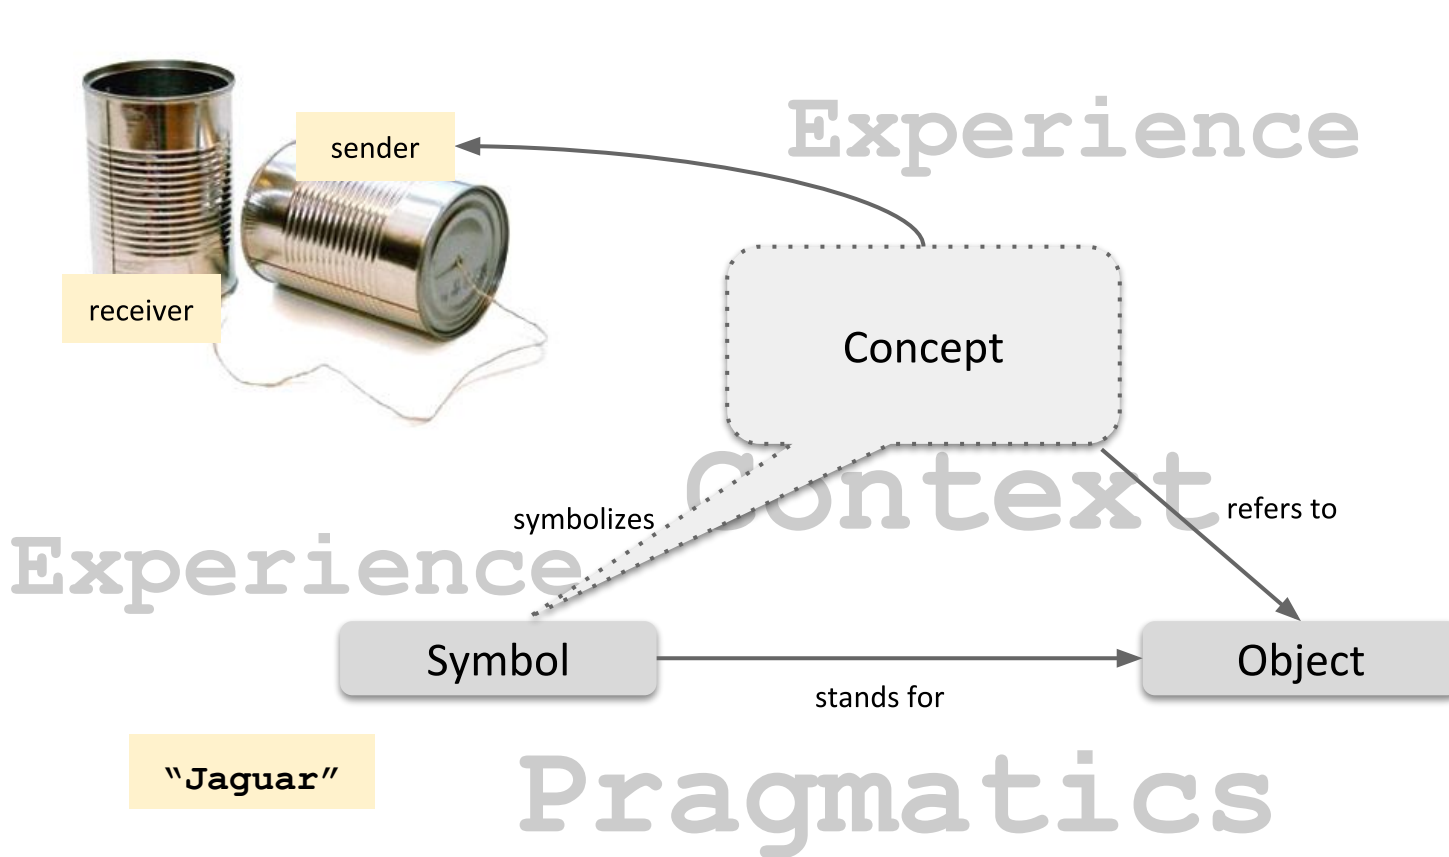 Experience
sender
receiver
Concept
Context
symbolizes
refers to
Experience
Symbol
Object
stands for
“Jaguar”
Pragmatics